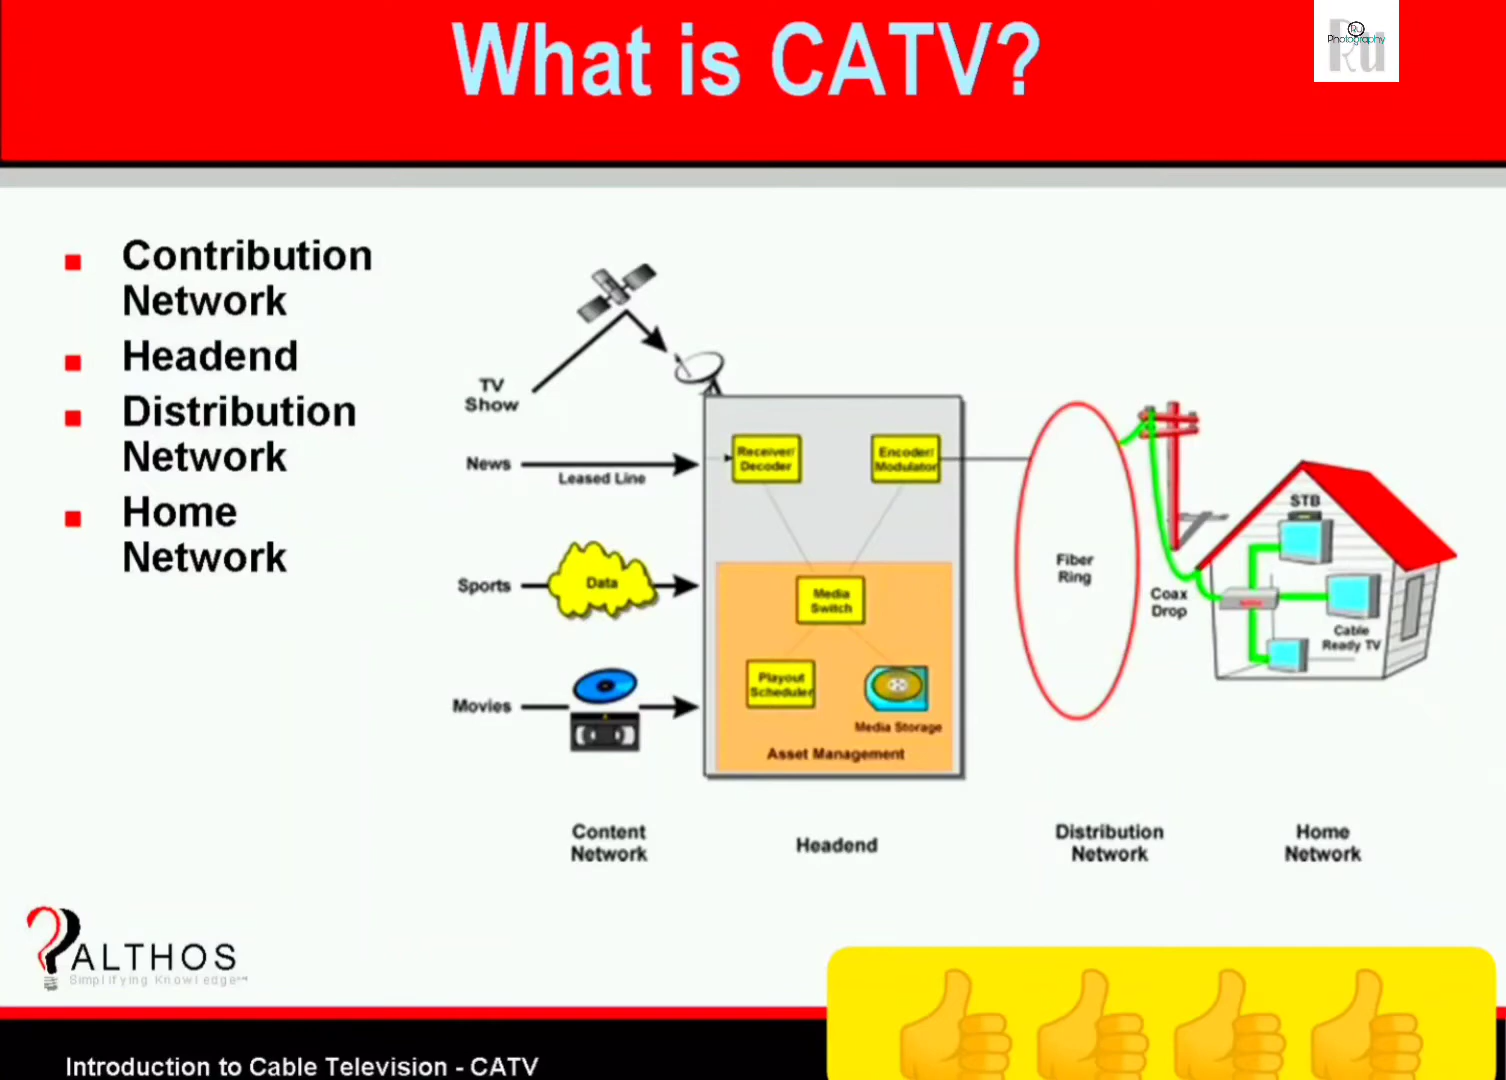 What is CATV?
Ru
Photography
Contribution
Network
Headend
Distribution
Network
Home
Network
TV
Show
News
Leased Line
Sports
Data
Movies
Receiver/
Decoder
Encoder/
Modulator
Media
Switch
Playout
Scheduler
Media Storage
Asset Management
Fiber
Ring
Coax
Drop
STB
Cable
Ready TV
Content
Network
Headend
Distribution
Network
Home
Network
ALTHOS
Simplifying Knowledge
Introduction to Cable Television - CATV